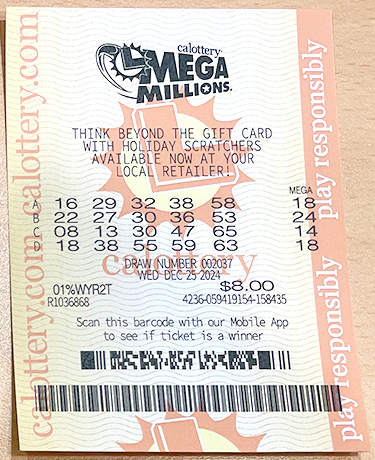 calottery
MEGA
MILLIONS
THINK BEYOND THE GIFT CARD
WITH HOLIDAY SCRATCHERS
AVAILABLE NOW AT YOUR
LOCAL RETAILER!
MEGA
A 16 29 32 38 58 18
B 22 27 30 36 53 24
C 08 13 30 47 65 14
D 18 38 55 59 63 18
calottery
DRAW NUMBER 002037
WED DEC 25 2024
01%WYR2T $8.00
R1036868 4236-059419154-158435
Scan this barcode with our Mobile App
to see if ticket is a winner
calottery.com calottery.com
play responsibly
play responsibly